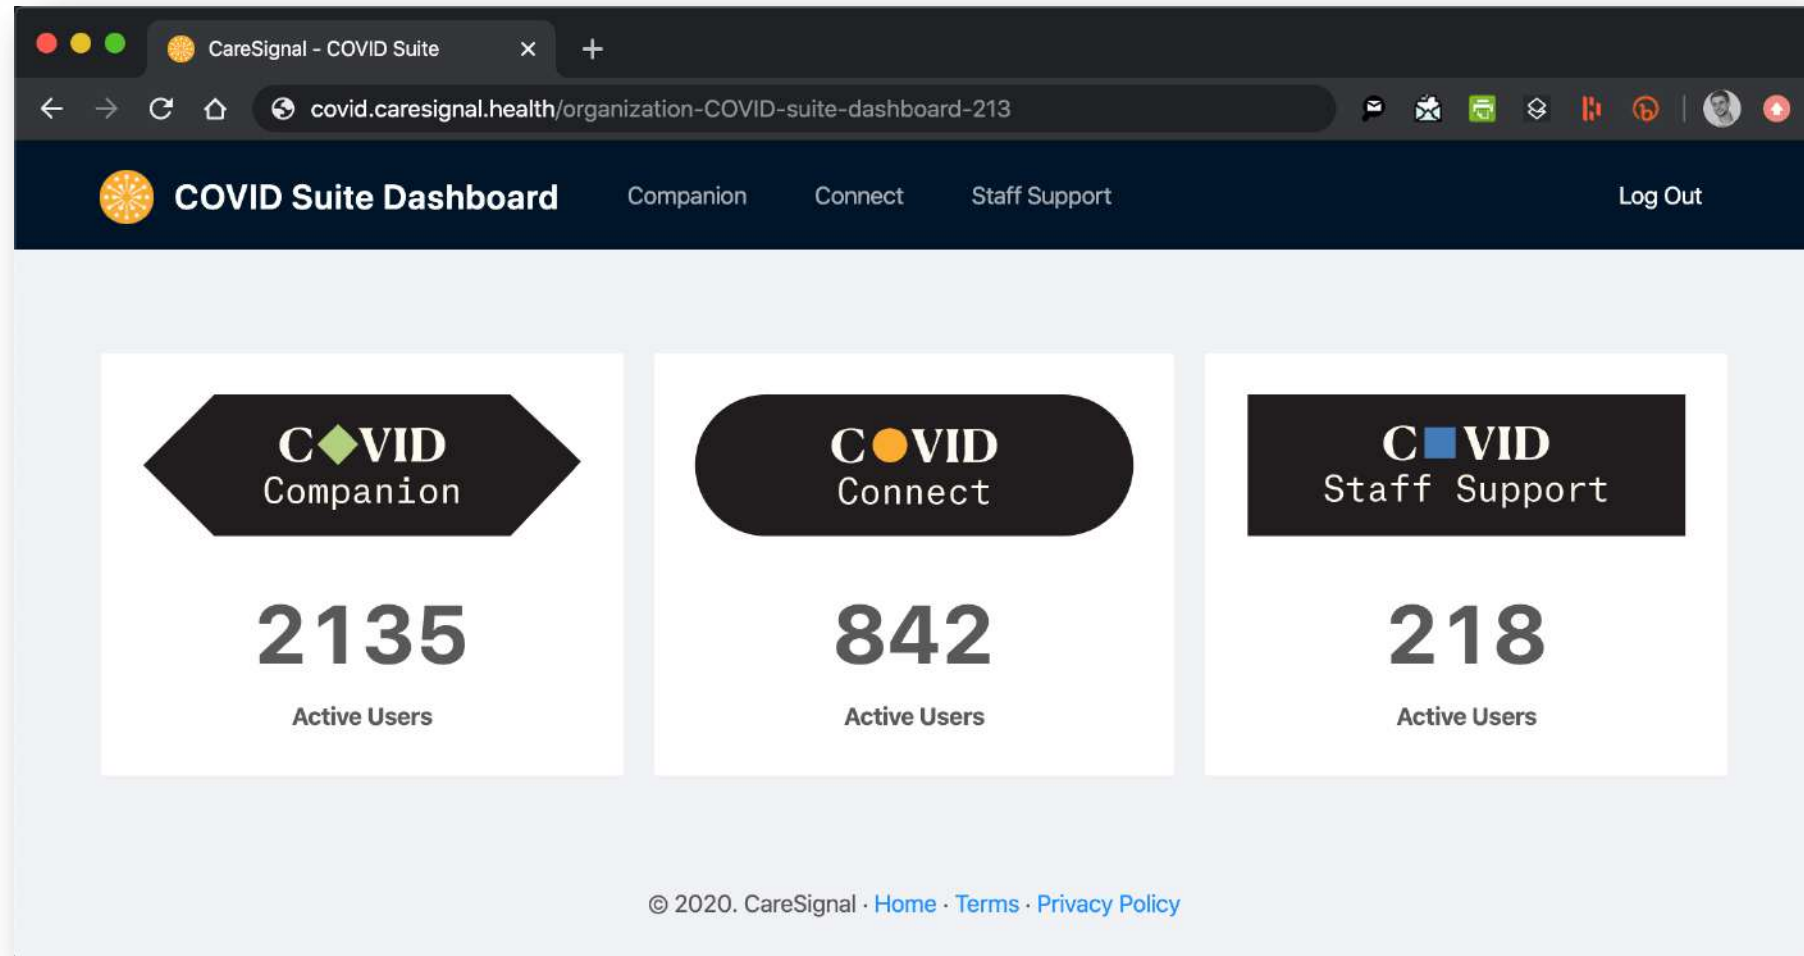 CareSignal - COVID Suite
covid.caresignal.health/organization-COVID-suite-dashboard-213
COVID Suite Dashboard Companion Connect Staff Support Log Out
COVID
Companion
2135
Active Users
COVID
Connect
842
Active Users
COVID
Staff Support
218
Active Users
© 2020. CareSignal · Home · Terms · Privacy Policy